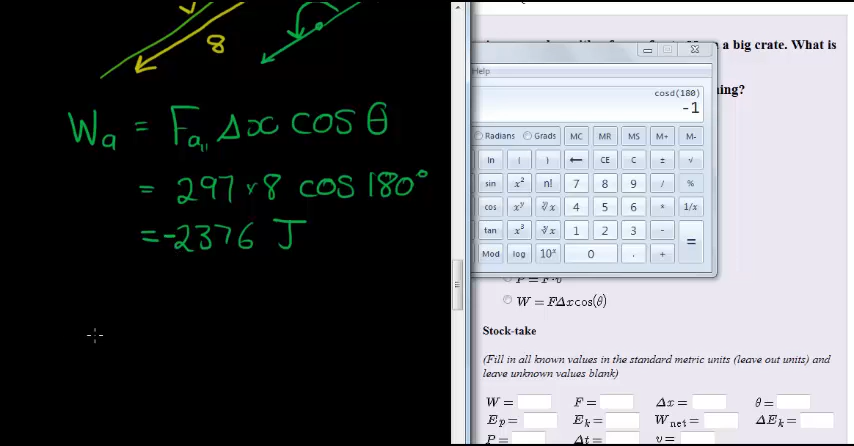 8
a big crate. What is
Help
ning?
cosd(180)
-1
Radians Grads MC MR MS M+ M-
In ( ) ← CE C ± √
sin x² n! 7 8 9 / %
cos xʸ ʸ√x 4 5 6 * 1/x
tan x³ ³√x 1 2 3 - =
Mod log 10ˣ 0 . +
Wₐ = Fₐ∥ Δx cos θ
= 297 × 8 cos 180°
= -2376 J
P = F·v
W = FΔx cos(θ)
Stock-take
(Fill in all known values in the standard metric units (leave out units) and
leave unknown values blank)
W = F = Δx = θ =
Eₚ = Eₖ = Wnet = ΔEₖ =
P = Δt = v =